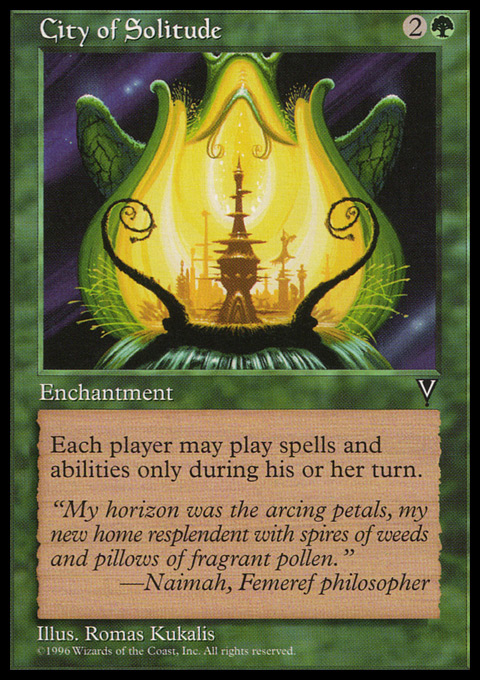 City of Solitude 2
Enchantment V
Each player may play spells and
abilities only during his or her turn.
“My horizon was the arcing petals, my
new home resplendent with spires of weeds
and pillows of fragrant pollen.”
—Naimah, Femeref philosopher
Illus. Romas Kukalis
©1996 Wizards of the Coast, Inc. All rights reserved.